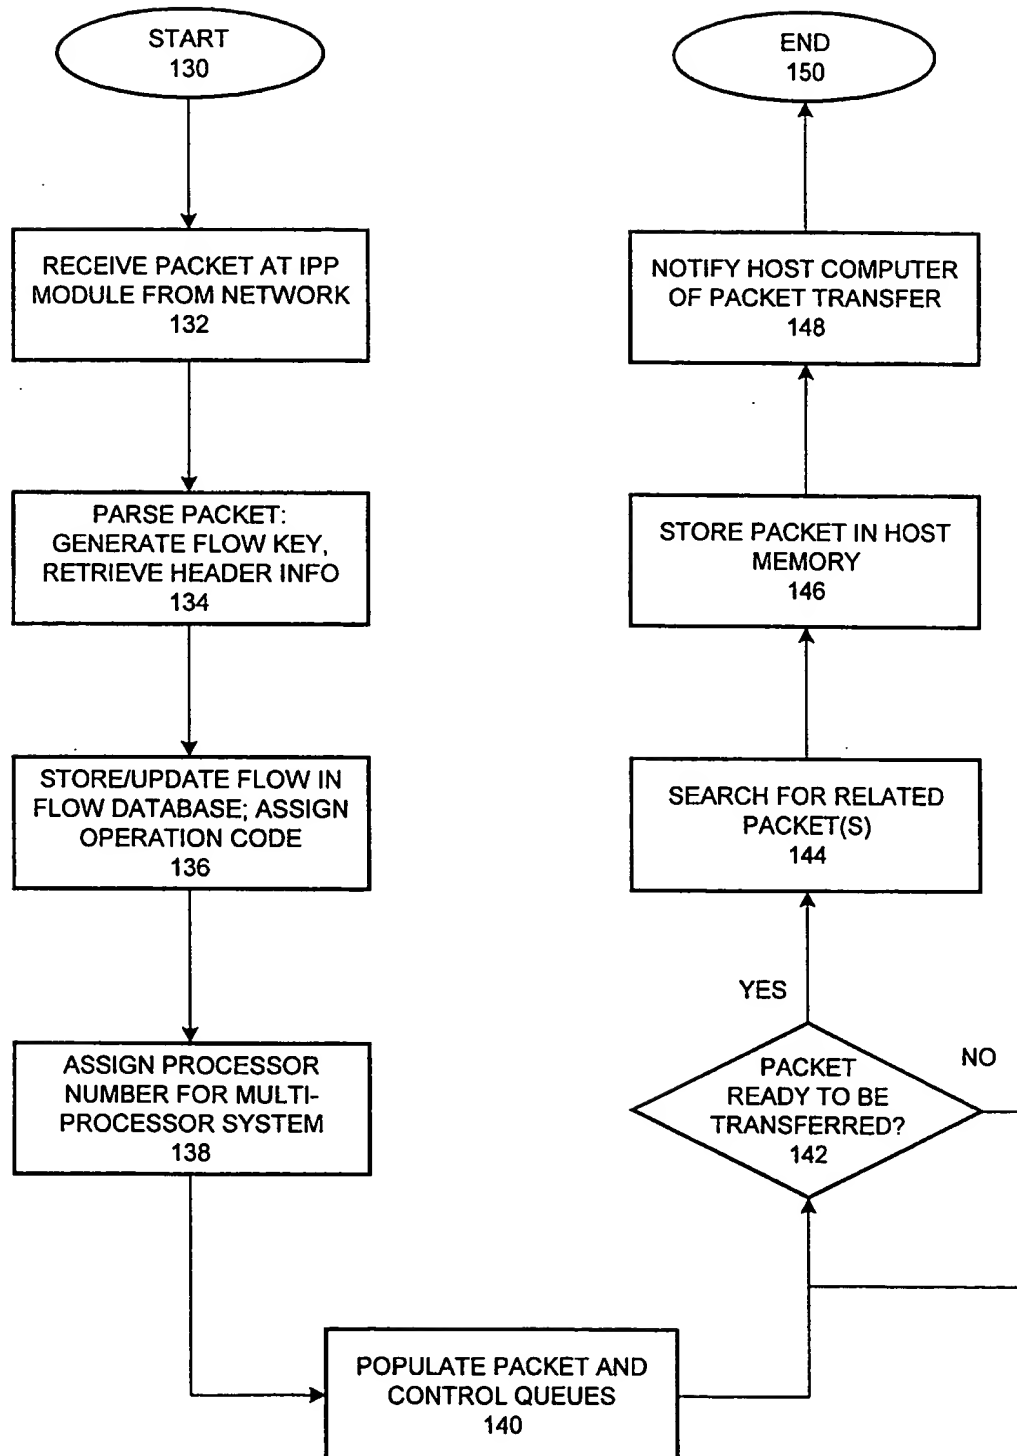 START
130
RECEIVE PACKET AT IPP
MODULE FROM NETWORK
132
PARSE PACKET:
GENERATE FLOW KEY,
RETRIEVE HEADER INFO
134
STORE/UPDATE FLOW IN
FLOW DATABASE; ASSIGN
OPERATION CODE
136
ASSIGN PROCESSOR
NUMBER FOR MULTI-
PROCESSOR SYSTEM
138
POPULATE PACKET AND
CONTROL QUEUES
140
PACKET
READY TO BE
TRANSFERRED?
142
NO
YES
SEARCH FOR RELATED
PACKET(S)
144
STORE PACKET IN HOST
MEMORY
146
NOTIFY HOST COMPUTER
OF PACKET TRANSFER
148
END
150